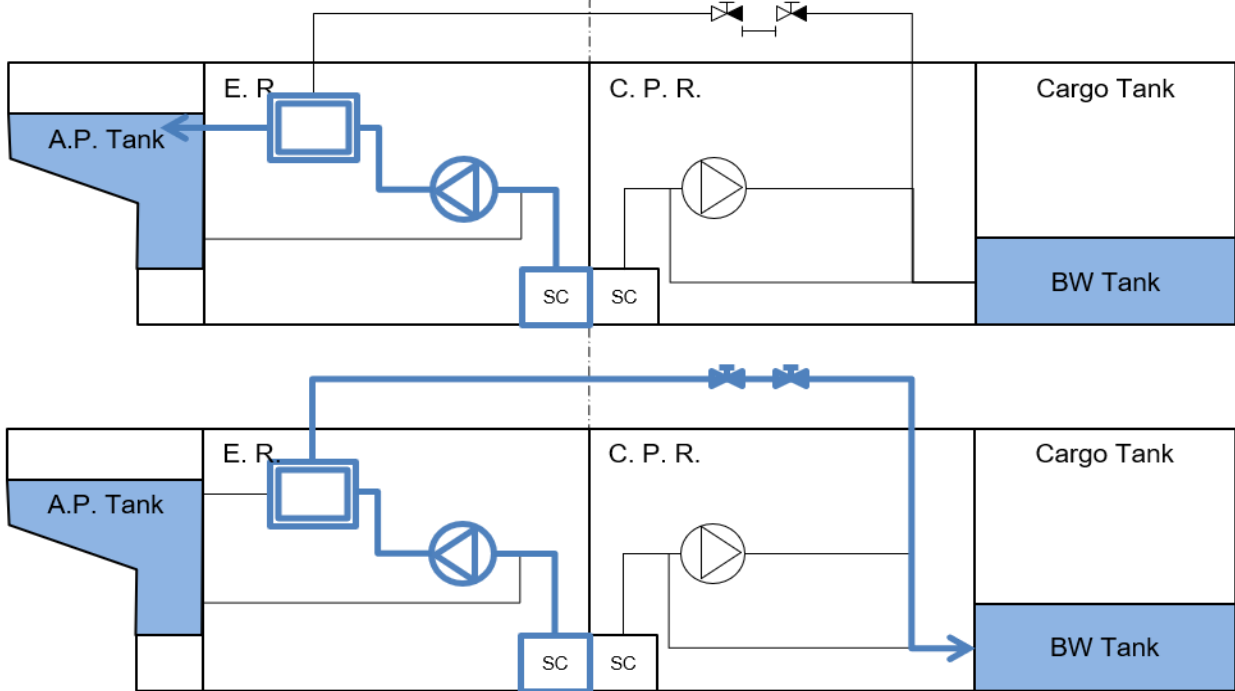 E. R.
C. P. R.
Cargo Tank
A.P. Tank
BW Tank
SC
SC
E. R.
C. P. R.
Cargo Tank
A.P. Tank
BW Tank
SC
SC